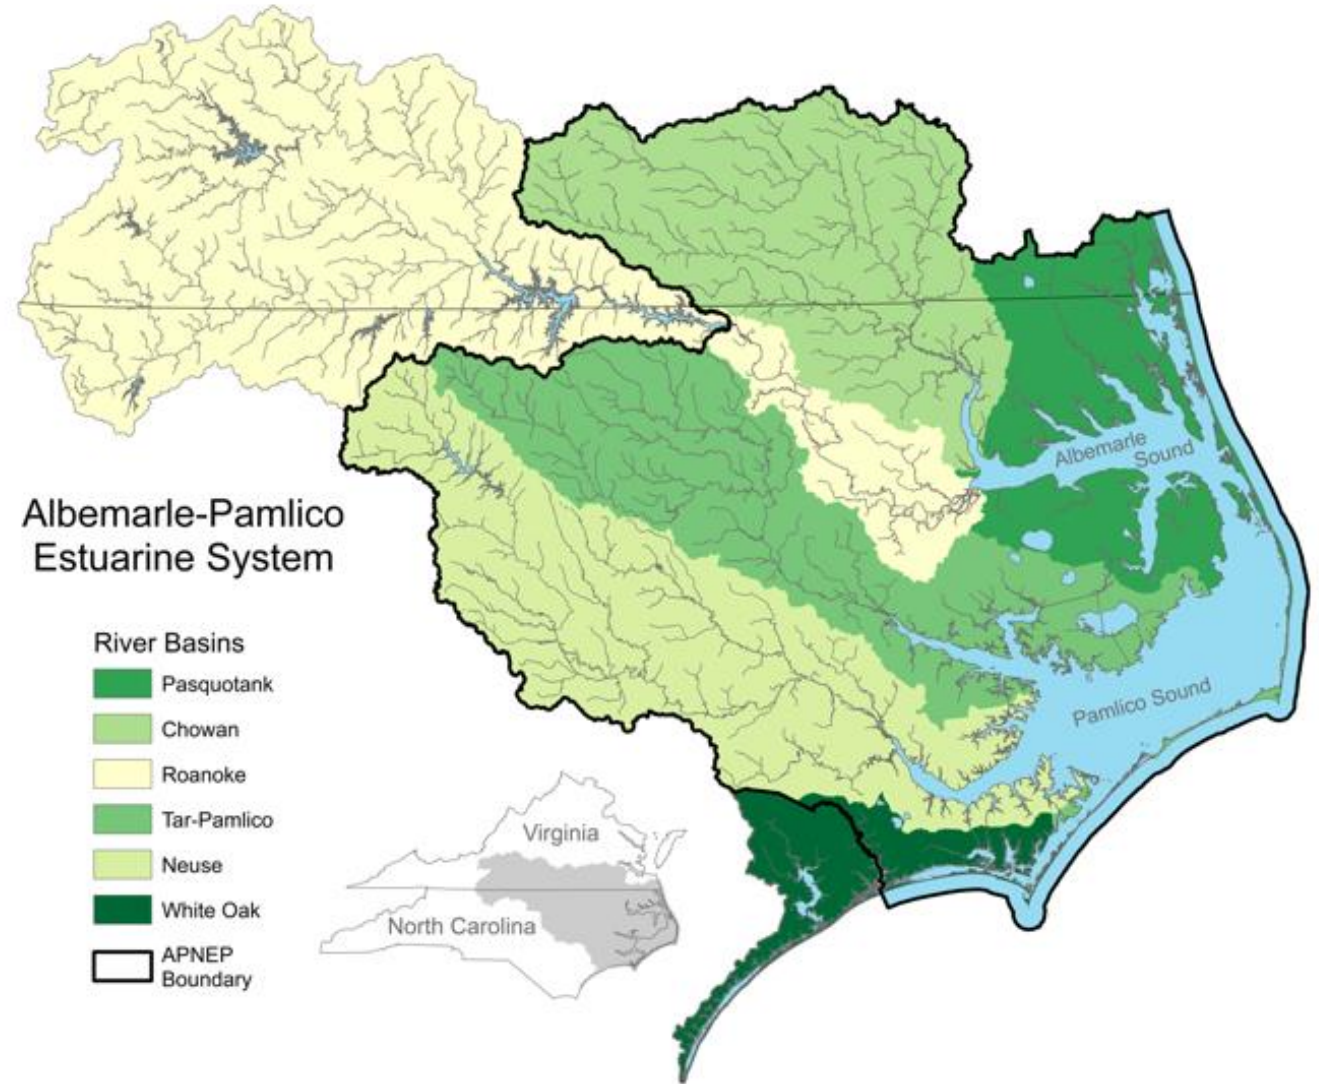 Albemarle-Pamlico
Estuarine System
River Basins
Pasquotank
Chowan
Roanoke
Tar-Pamlico
Neuse
White Oak
APNEP
Boundary
Virginia
North Carolina
Albemarle
Sound
Pamlico Sound